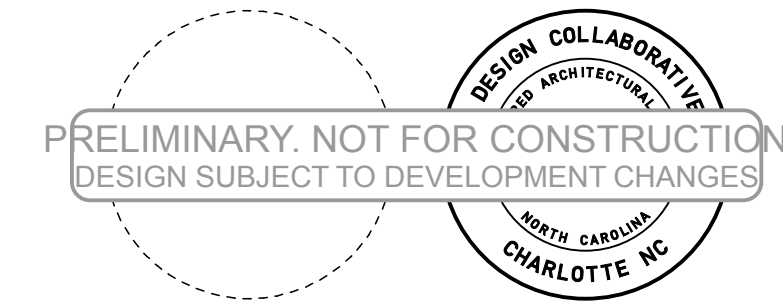 DESIGN COLLABORATIVE
ARCHITECTURAL
PRELIMINARY. NOT FOR CONSTRUCTION
DESIGN SUBJECT TO DEVELOPMENT CHANGES
NORTH CAROLINA
CHARLOTTE NC